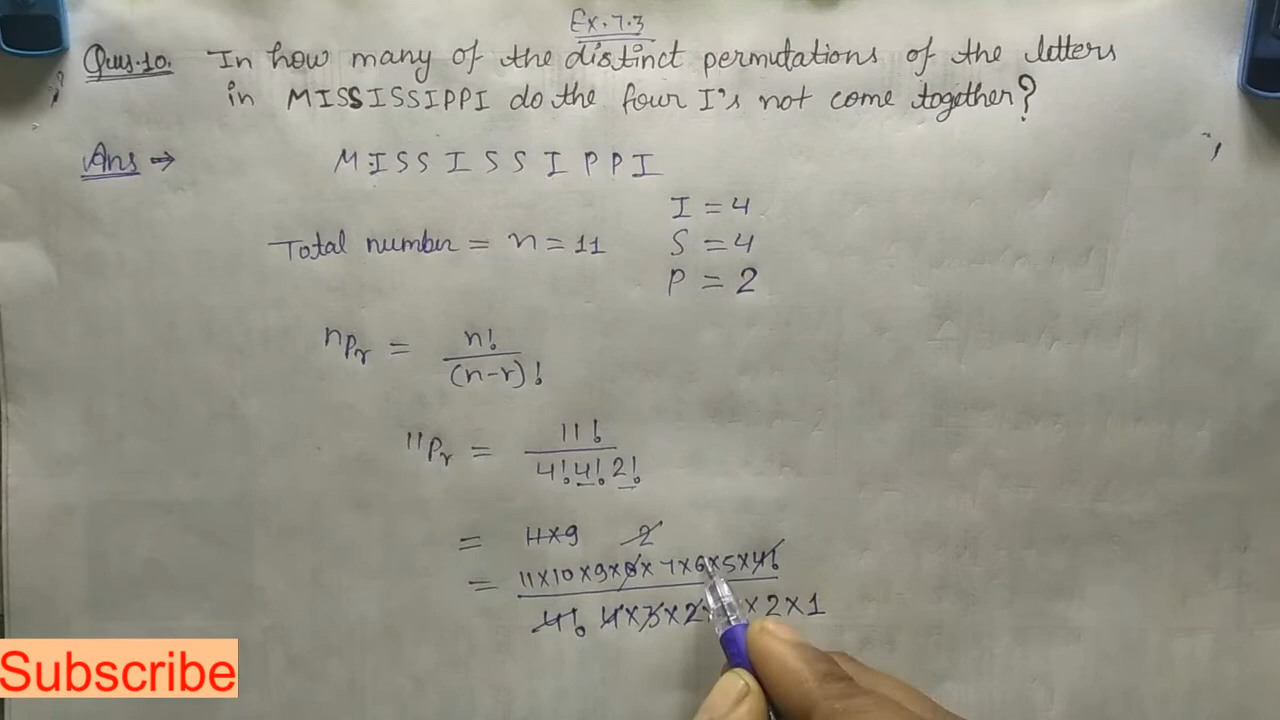 Ex.7.3
Ques.10. In how many of the distinct permutations of the letters
in MISSISSIPPI do the four I's not come together?
Ans ⇒ M I S S I S S I P P I
I = 4
Total number = n = 11 S = 4
P = 2
nPr = n! / (n-r)!
11Pr = 11! / 4! 4! 2!
= 11×9 2
= 11×10×9×8×7×6×5×4! / 4! 4×3×2× ×2×1
Subscribe